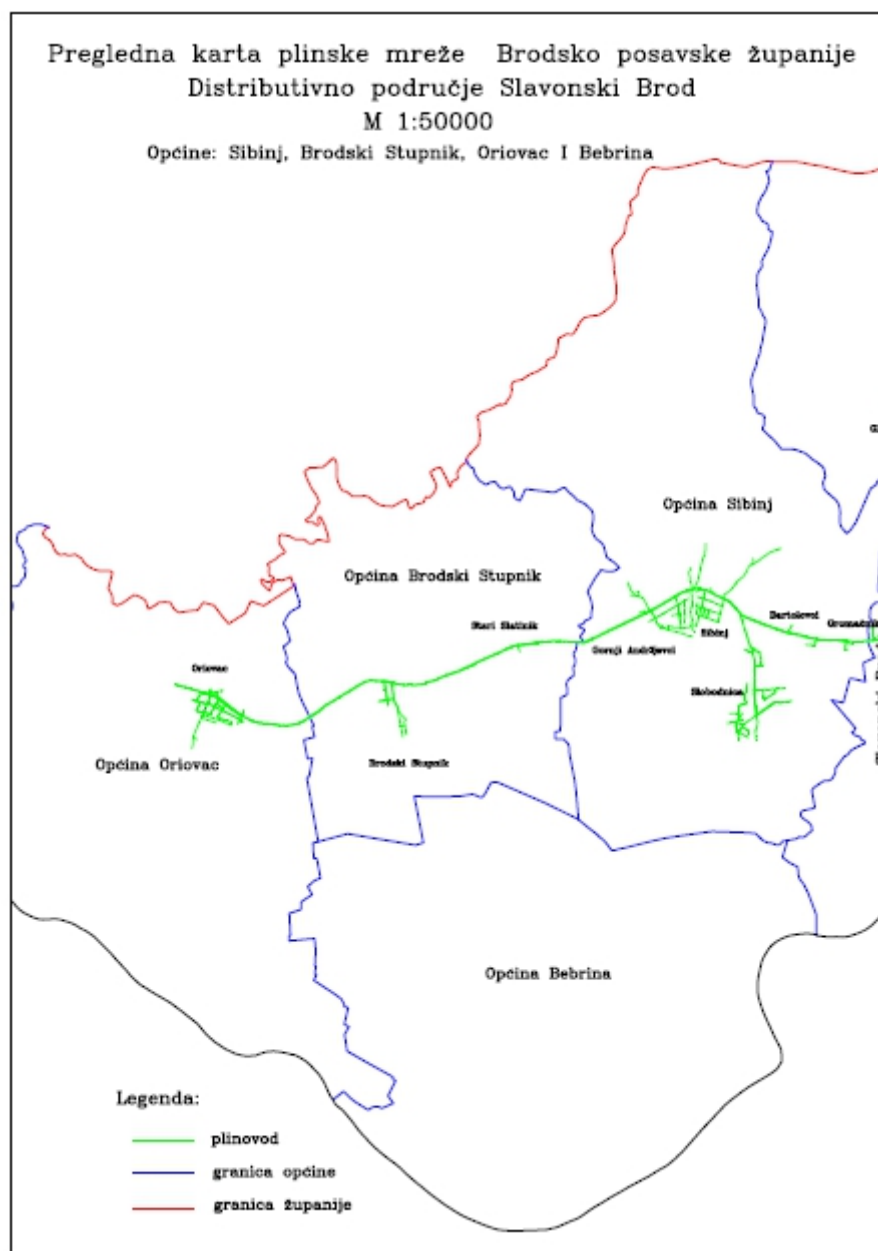 Pregledna karta plinske mreže Brodsko posavske županije
Distributivno područje Slavonski Brod
M 1:50000
Općine: Sibinj, Brodski Stupnik, Oriovac I Bebrina
Općina Sibinj
Općina Brodski Stupnik
Stari Slatinik
Bartolovci
Sibinj
Gornji Andrijevci
Oriovac
Slobodnica
Općina Oriovac
Brodski Stupnik
Općina Bebrina
Legenda:
plinovod
granica općine
granica županije